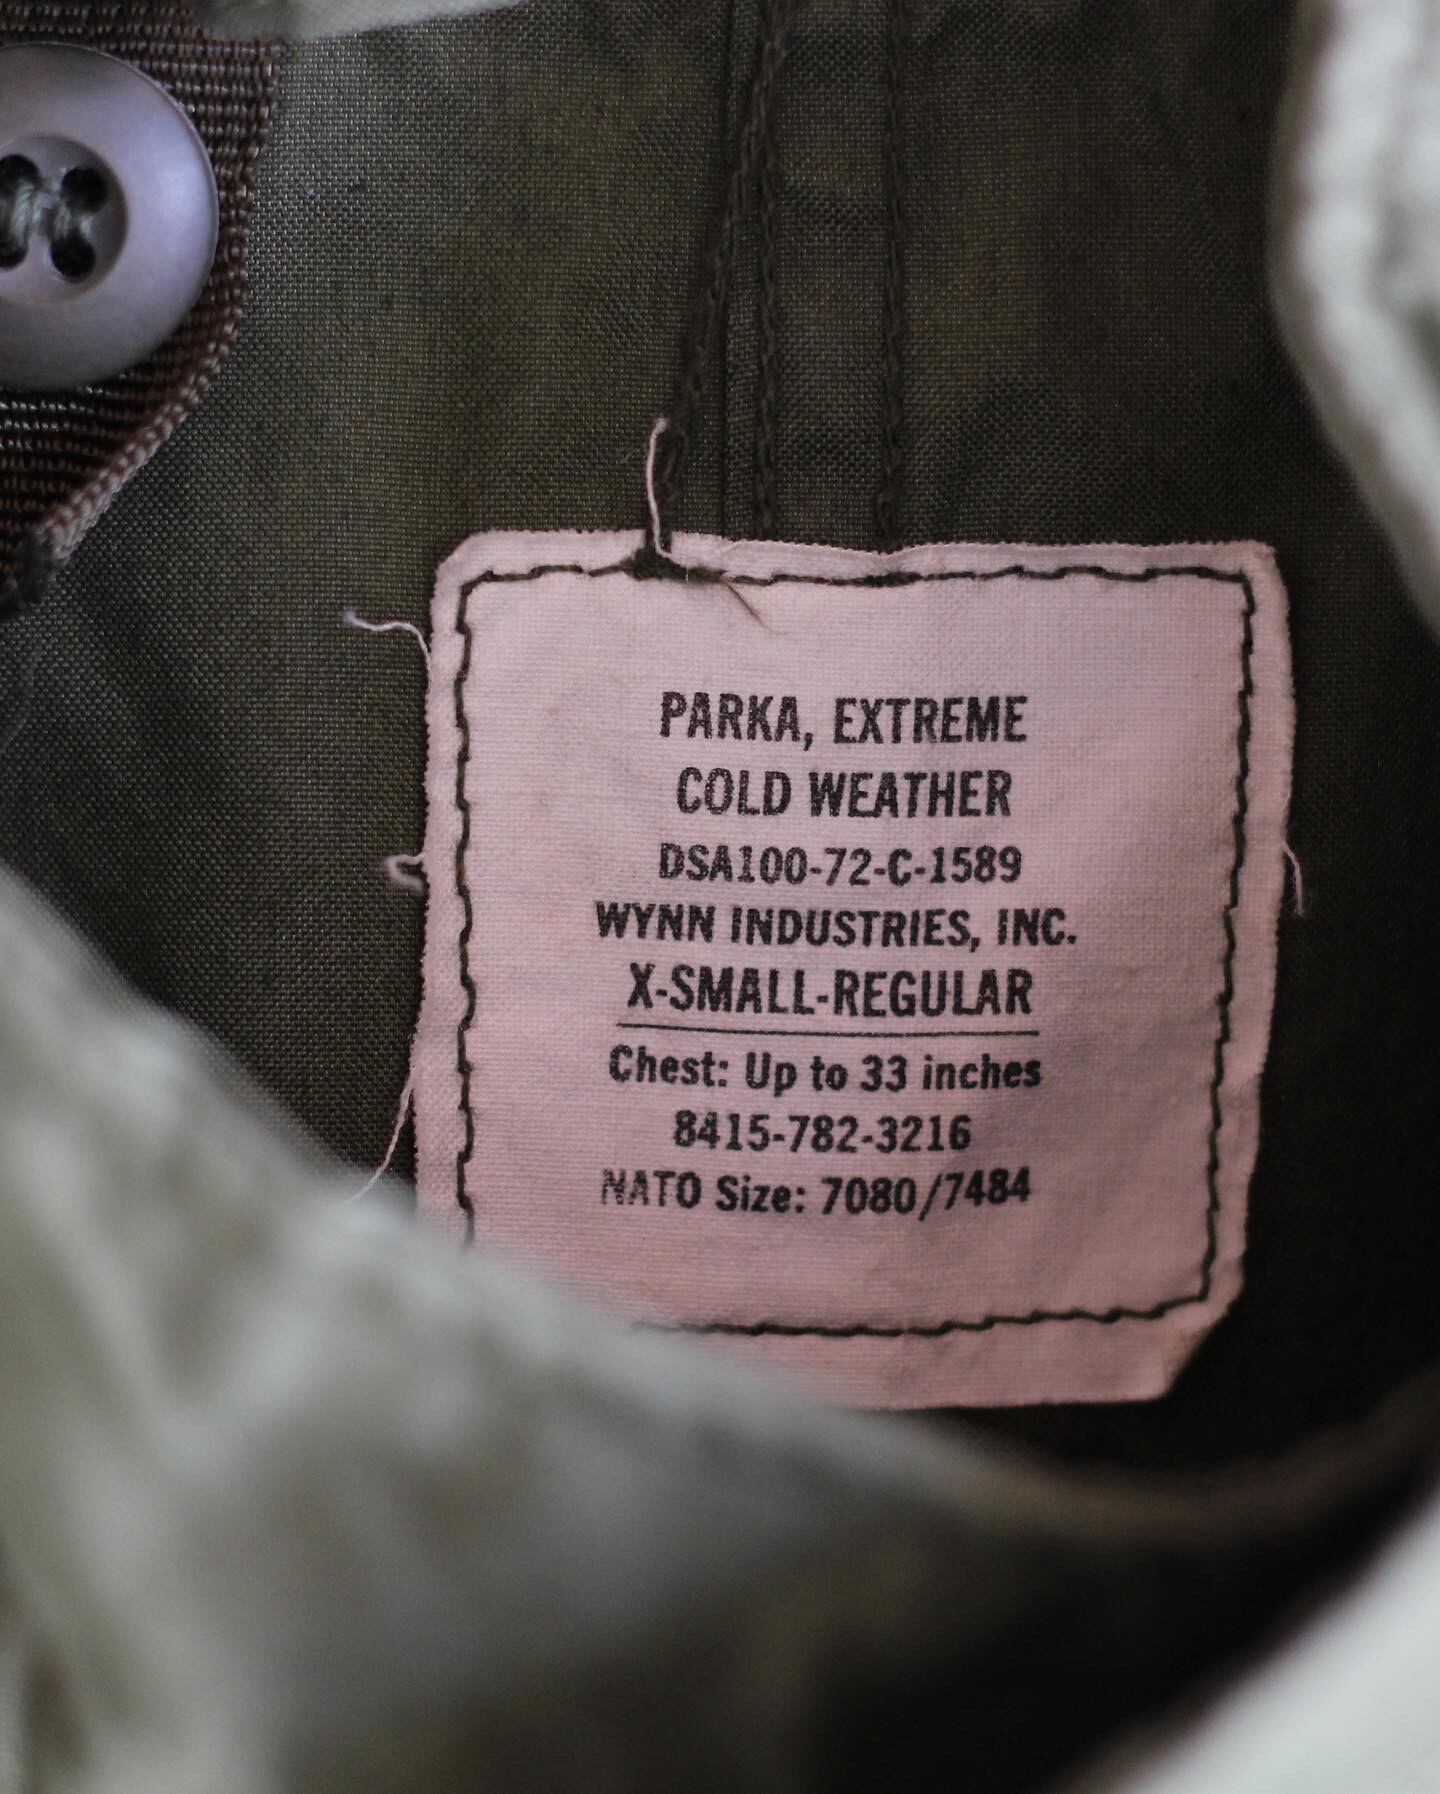 PARKA, EXTREME
COLD WEATHER
DSA100-72-C-1589
WYNN INDUSTRIES, INC.
X-SMALL-REGULAR
Chest: Up to 33 inches
8415-782-3216
NATO Size: 7080/7484